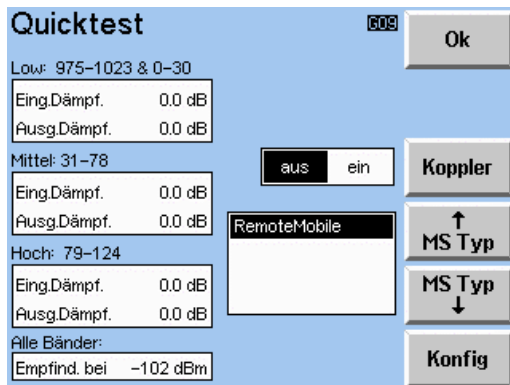 Quicktest
G09
Low: 975-1023 & 0-30
Eing.Dämpf. 0.0 dB
Ausg.Dämpf. 0.0 dB
Mittel: 31-78
Eing.Dämpf. 0.0 dB
Ausg.Dämpf. 0.0 dB
Hoch: 79-124
Eing.Dämpf. 0.0 dB
Ausg.Dämpf. 0.0 dB
Alle Bänder:
Empfind. bei -102 dBm
aus ein
RemoteMobile
Ok
Koppler
↑
MS Typ
MS Typ
↓
Konfig